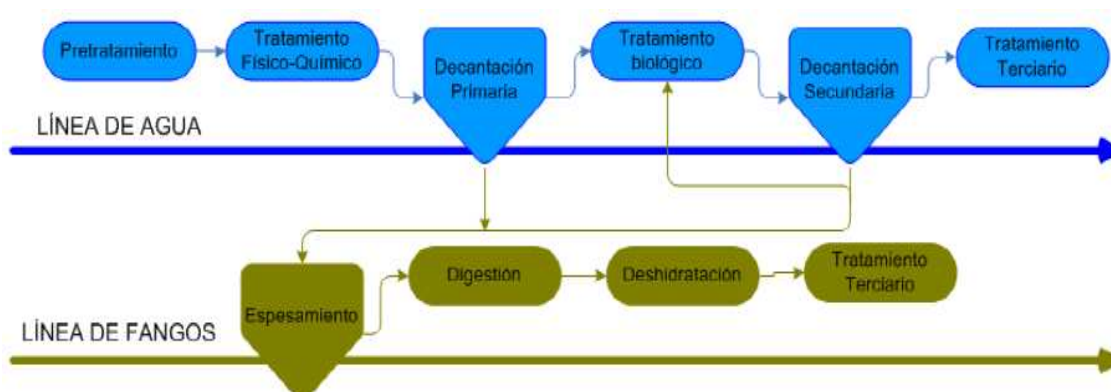 Pretratamiento
Tratamiento
Físico-Químico
Decantación
Primaria
Tratamiento
biológico
Decantación
Secundaria
Tratamiento
Terciario
LÍNEA DE AGUA
Espesamiento
Digestión
Deshidratación
Tratamiento
Terciario
LÍNEA DE FANGOS